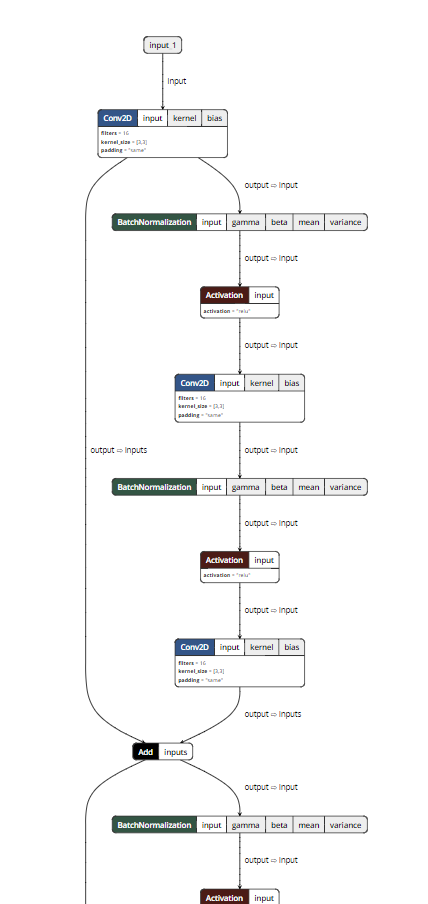 input 1
input
Conv2D input kernel bias
filters = 16
kernel_size = [3,3]
padding = "same"
output ⇨ input
BatchNormalization input gamma beta mean variance
output ⇨ input
Activation input
activation = "relu"
output ⇨ input
Conv2D input kernel bias
filters = 16
kernel_size = [3,3]
padding = "same"
output ⇨ inputs
output ⇨ input
BatchNormalization input gamma beta mean variance
output ⇨ input
Activation input
activation = "relu"
output ⇨ input
Conv2D input kernel bias
filters = 16
kernel_size = [3,3]
padding = "same"
output ⇨ inputs
Add inputs
output ⇨ input
BatchNormalization input gamma beta mean variance
output ⇨ input
Activation input